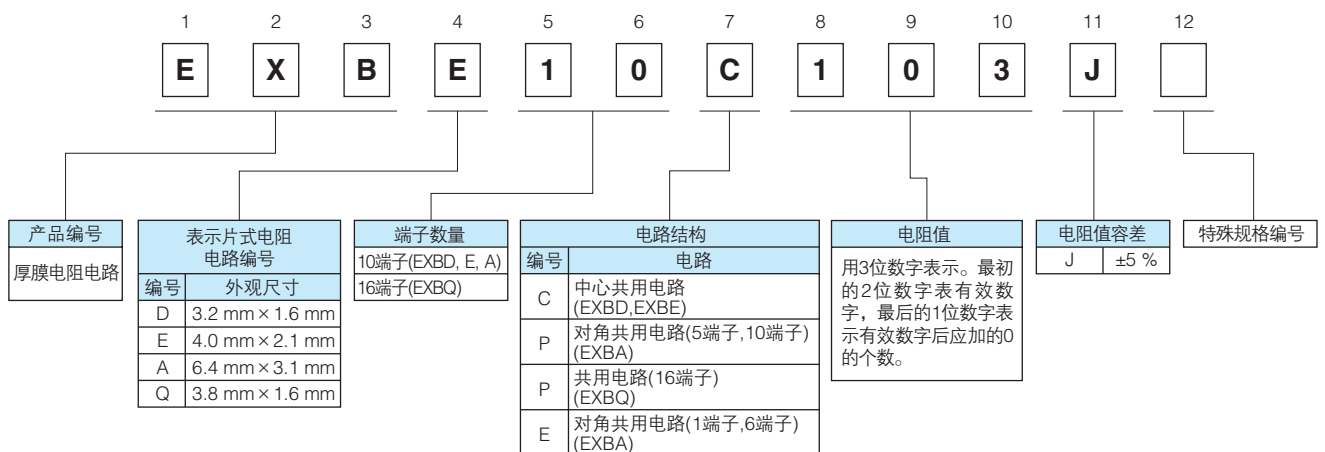 1 2 3 4 5 6 7 8 9 10 11 12
E X B E 1 0 C 1 0 3 J
产品编号
厚膜电阻电路
表示片式电阻
电路编号
编号 外观尺寸
D 3.2 mm×1.6 mm
E 4.0 mm×2.1 mm
A 6.4 mm×3.1 mm
Q 3.8 mm×1.6 mm
端子数量
10端子(EXBD, E, A)
16端子(EXBQ)
电路结构
编号 电路
C 中心共用电路
(EXBD,EXBE)
P 对角共用电路(5端子,10端子)
(EXBA)
P 共用电路(16端子)
(EXBQ)
E 对角共用电路(1端子,6端子)
(EXBA)
电阻值
用3位数字表示。最初
的2位数字表有效数
字，最后的1位数字表
示有效数字后应加的0
的个数。
电阻值容差
J ±5 %
特殊规格编号